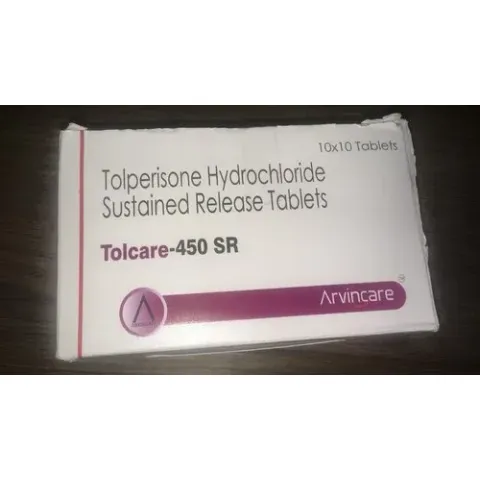 10x10 Tablets
Tolperisone Hydrochloride
Sustained Release Tablets
Tolcare-450 SR
Arvincare